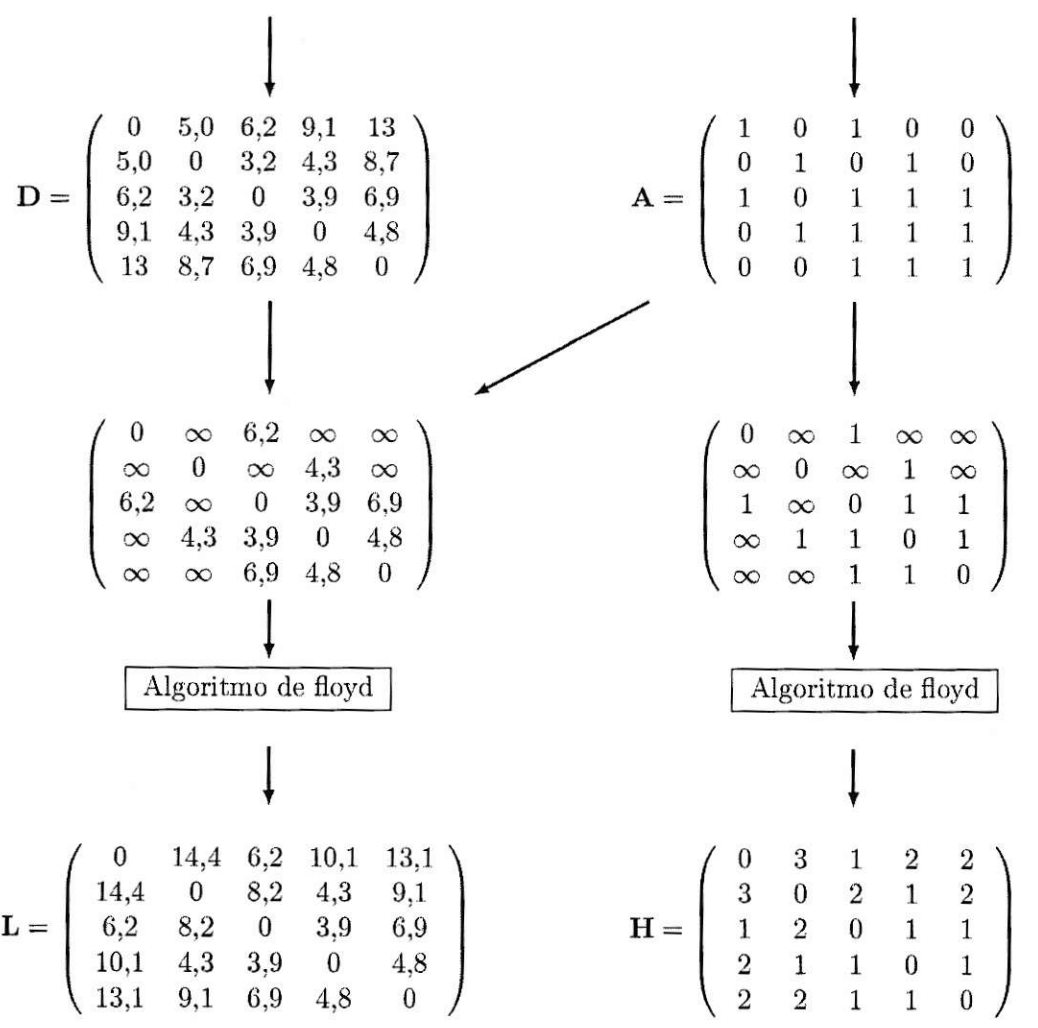 D =
0 5,0 6,2 9,1 13
5,0 0 3,2 4,3 8,7
6,2 3,2 0 3,9 6,9
9,1 4,3 3,9 0 4,8
13 8,7 6,9 4,8 0
A =
1 0 1 0 0
0 1 0 1 0
1 0 1 1 1
0 1 1 1 1
0 0 1 1 1
0 ∞ 6,2 ∞ ∞
∞ 0 ∞ 4,3 ∞
6,2 ∞ 0 3,9 6,9
∞ 4,3 3,9 0 4,8
∞ ∞ 6,9 4,8 0
0 ∞ 1 ∞ ∞
∞ 0 ∞ 1 ∞
1 ∞ 0 1 1
∞ 1 1 0 1
∞ ∞ 1 1 0
Algoritmo de floyd
Algoritmo de floyd
L =
0 14,4 6,2 10,1 13,1
14,4 0 8,2 4,3 9,1
6,2 8,2 0 3,9 6,9
10,1 4,3 3,9 0 4,8
13,1 9,1 6,9 4,8 0
H =
0 3 1 2 2
3 0 2 1 2
1 2 0 1 1
2 1 1 0 1
2 2 1 1 0